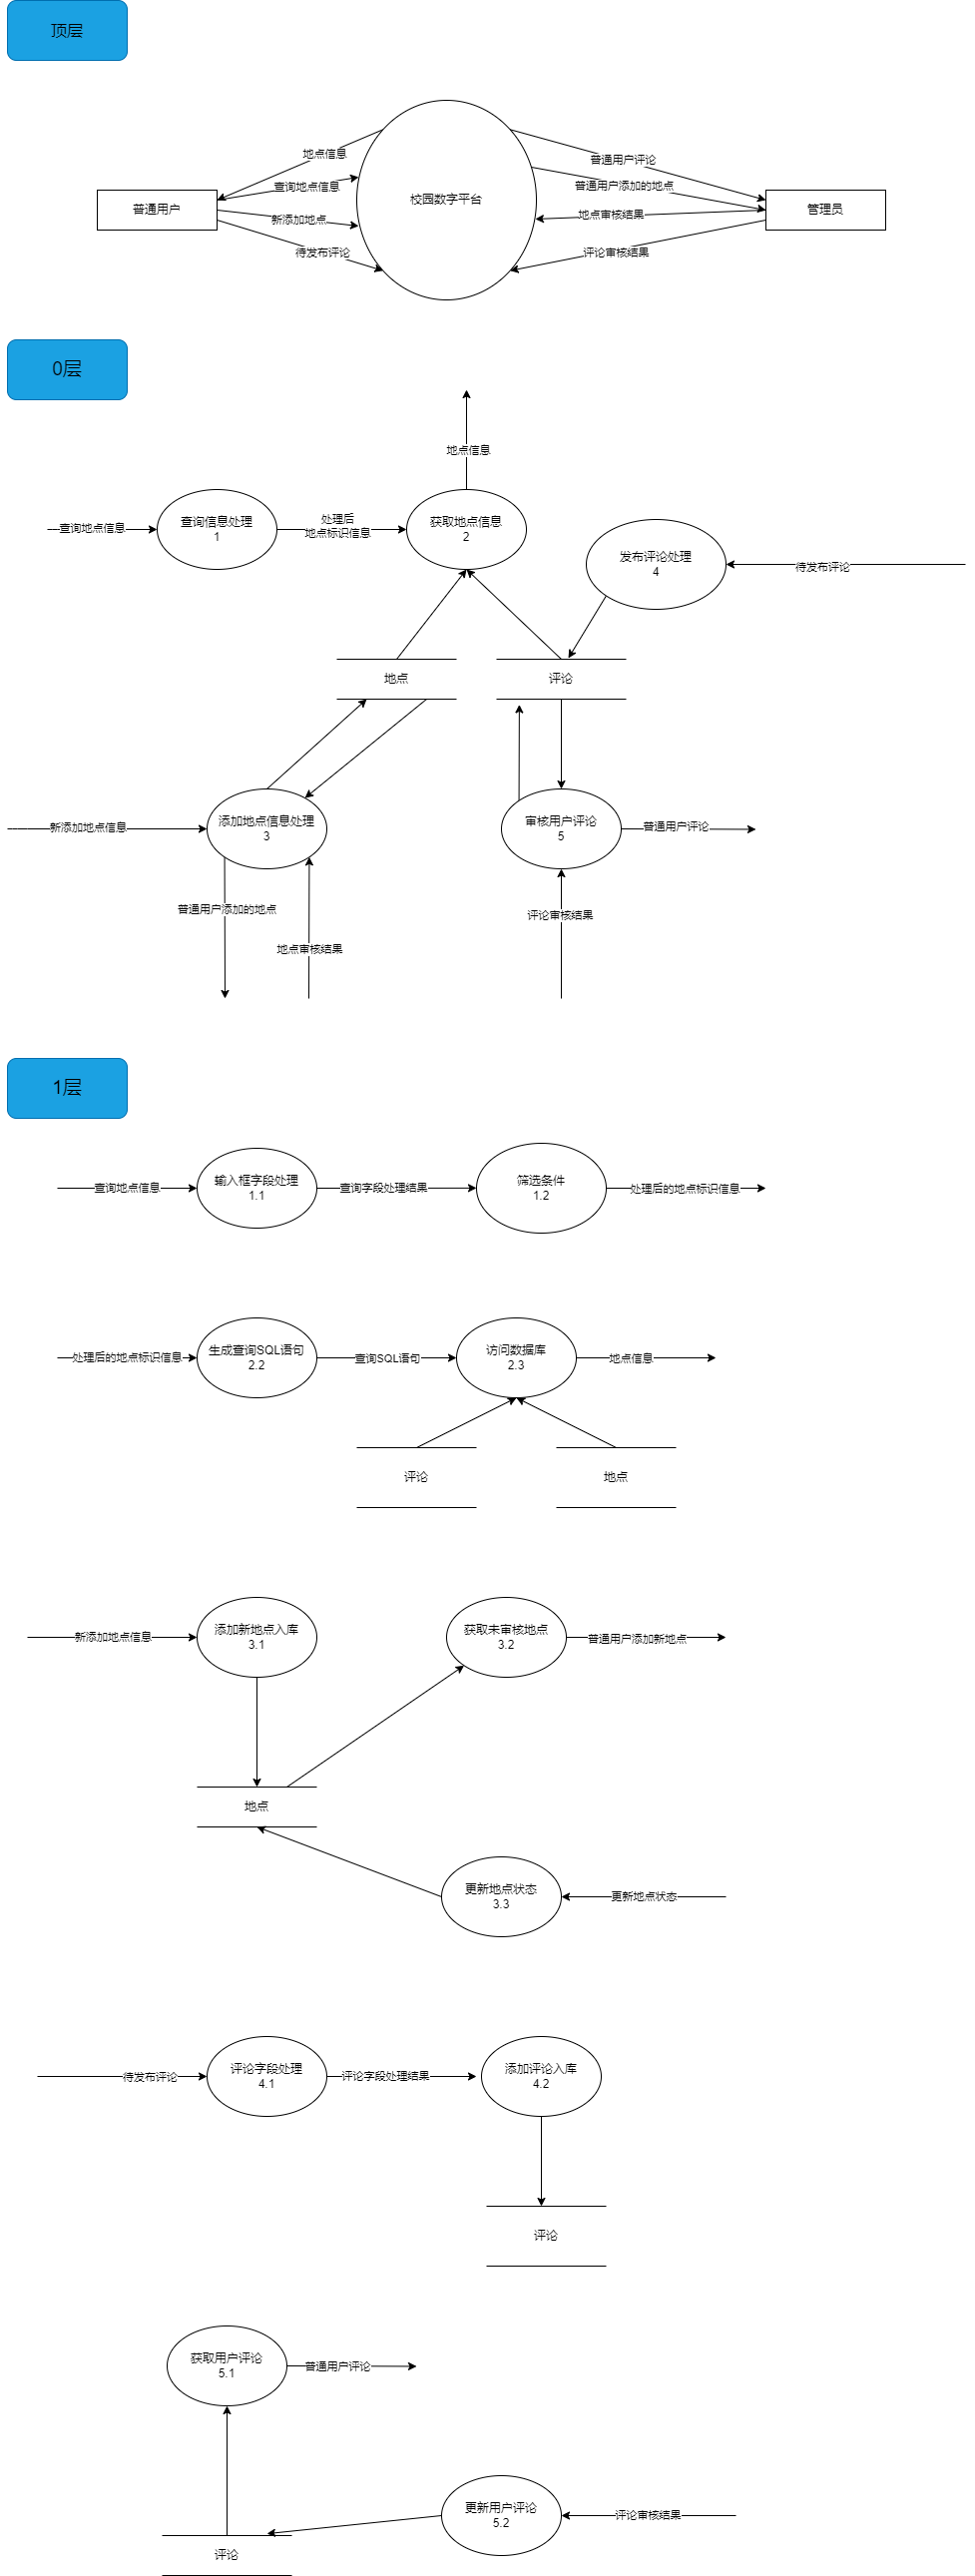 顶层
地点信息
查询地点信息
新添加地点
待发布评论
普通用户
校园数字平台
普通用户评论
普通用户添加的地点
地点审核结果
评论审核结果
管理员
0层
地点信息
查询地点信息
查询信息处理
1
处理后
地点标识信息
获取地点信息
2
发布评论处理
4
待发布评论
地点
评论
新添加地点信息
添加地点信息处理
3
审核用户评论
5
普通用户评论
普通用户添加的地点
地点审核结果
评论审核结果
1层
查询地点信息
输入框字段处理
1.1
查询字段处理结果
筛选条件
1.2
处理后的地点标识信息
处理后的地点标识信息
生成查询SQL语句
2.2
查询SQL语句
访问数据库
2.3
地点信息
评论
地点
新添加地点信息
添加新地点入库
3.1
获取未审核地点
3.2
普通用户添加新地点
地点
更新地点状态
3.3
更新地点状态
待发布评论
评论字段处理
4.1
评论字段处理结果
添加评论入库
4.2
评论
获取用户评论
5.1
普通用户评论
更新用户评论
5.2
评论审核结果
评论